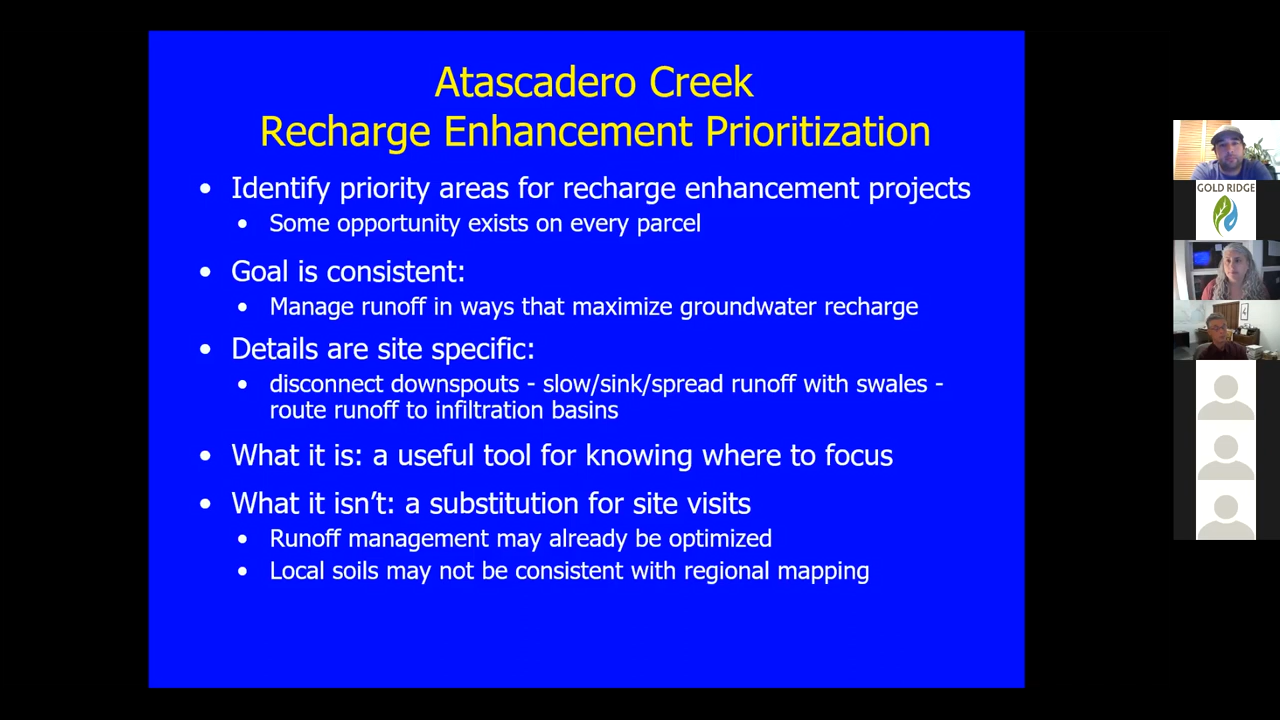 Atascadero Creek
Recharge Enhancement Prioritization
• Identify priority areas for recharge enhancement projects
• Some opportunity exists on every parcel
• Goal is consistent:
• Manage runoff in ways that maximize groundwater recharge
• Details are site specific:
• disconnect downspouts - slow/sink/spread runoff with swales -
route runoff to infiltration basins
• What it is: a useful tool for knowing where to focus
• What it isn’t: a substitution for site visits
• Runoff management may already be optimized
• Local soils may not be consistent with regional mapping
GOLD RIDGE